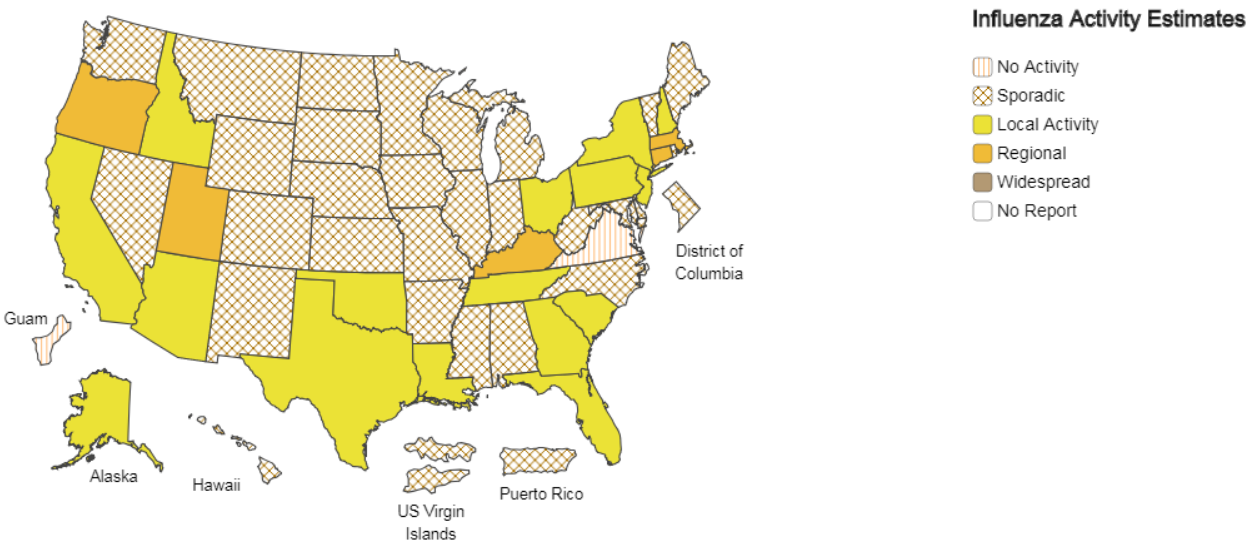 Influenza Activity Estimates
No Activity
Sporadic
Local Activity
Regional
Widespread
No Report
District of
Columbia
Guam
Alaska
Hawaii
US Virgin
Islands
Puerto Rico